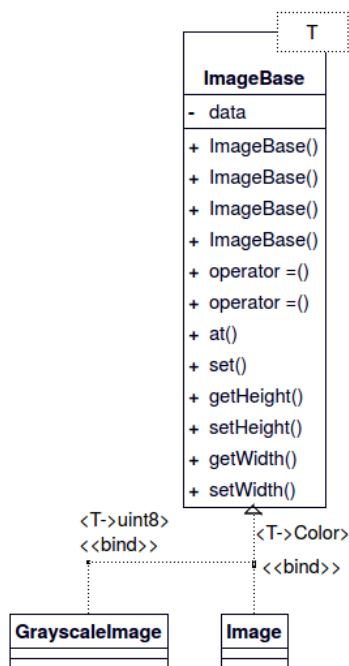 T
ImageBase
- data
+ ImageBase()
+ ImageBase()
+ ImageBase()
+ ImageBase()
+ operator =()
+ operator =()
+ at()
+ set()
+ getHeight()
+ setHeight()
+ getWidth()
+ setWidth()
<T->uint8>
<<bind>>
<T->Color>
<<bind>>
GrayscaleImage
Image